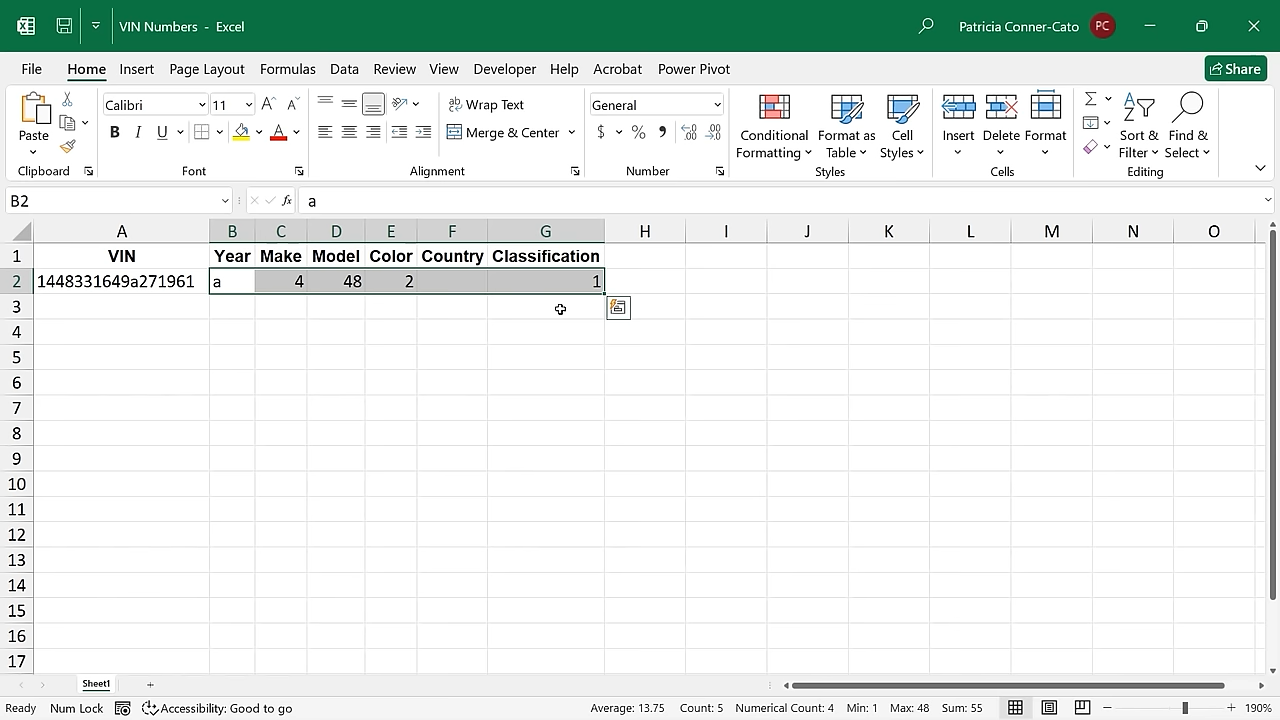 VIN Numbers - Excel
Patricia Conner-Cato PC
File Home Insert Page Layout Formulas Data Review View Developer Help Acrobat Power Pivot Share
Calibri 11 A A Wrap Text General
Paste B I U A Merge & Center $ % 9 Conditional Formatting Format as Table Cell Styles Insert Delete Format Sort & Filter Find & Select
Clipboard Font Alignment Number Styles Cells Editing
B2 fx a
A B C D E F G H I J K L M N O
1 VIN Year Make Model Color Country Classification
2 1448331649a271961 a 4 48 2 1
3
4
5
6
7
8
9
10
11
12
13
14
15
16
17
Sheet1
Ready Num Lock Accessibility: Good to go Average: 13.75 Count: 5 Numerical Count: 4 Min: 1 Max: 48 Sum: 55 190%